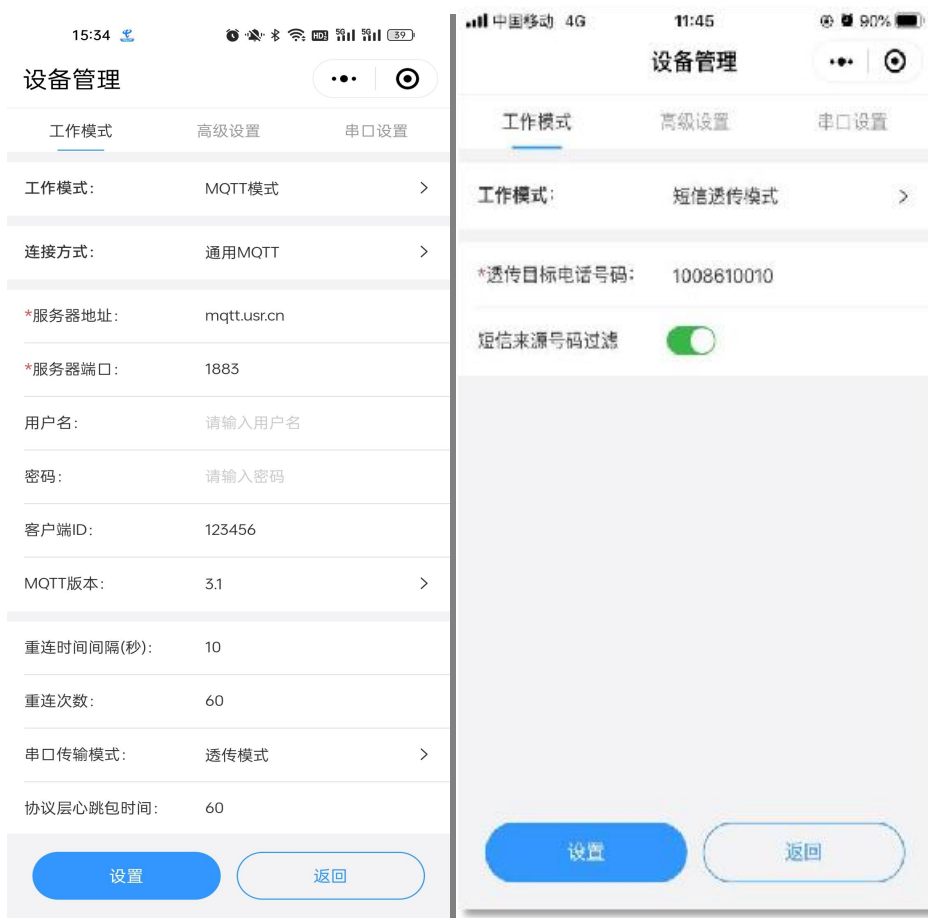 15:34
39
设备管理
工作模式
高级设置
串口设置
工作模式:
MQTT模式
连接方式:
通用MQTT
*服务器地址:
mqtt.usr.cn
*服务器端口:
1883
用户名:
请输入用户名
密码:
请输入密码
客户端ID:
123456
MQTT版本:
3.1
重连时间间隔(秒):
10
重连次数:
60
串口传输模式:
透传模式
协议层心跳包时间:
60
设置
返回
中国移动 4G
11:45
90%
设备管理
工作模式
高级设置
串口设置
工作模式:
短信透传模式
*透传目标电话号码:
1008610010
短信来源号码过滤
设置
返回